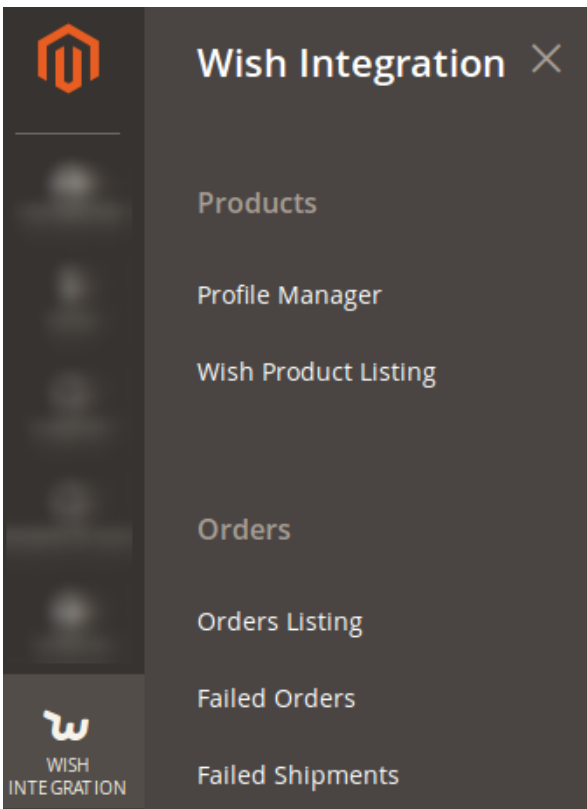 Wish Integration
Products
Profile Manager
Wish Product Listing
Orders
Orders Listing
Failed Orders
Failed Shipments
WISH
INTEGRATION